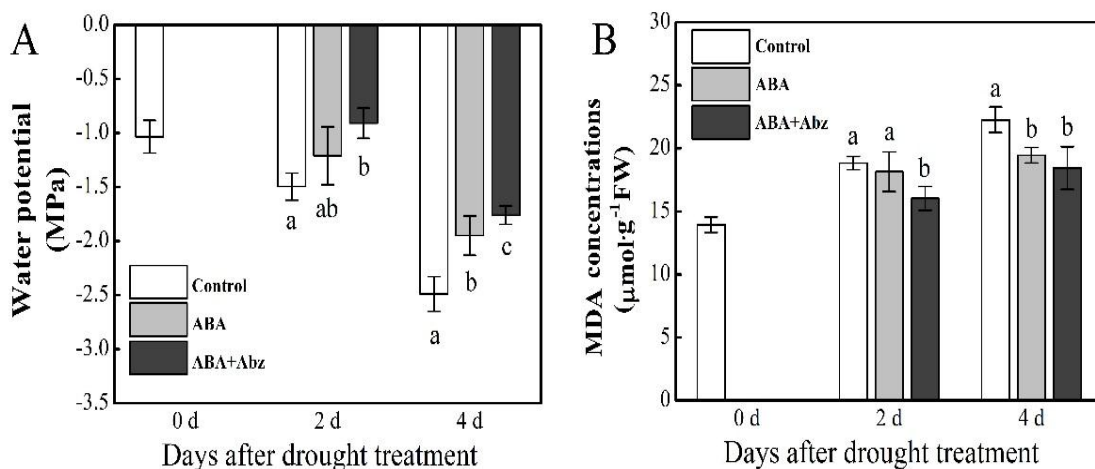 A
Water potential
(MPa)
0.0
-0.5
-1.0
-1.5
-2.0
-2.5
-3.0
-3.5
a
ab
b
a
b
c
Control
ABA
ABA+Abz
0 d
2 d
4 d
Days after drought treatment
B
MDA concentrations
(μmol·g⁻¹FW)
30
25
20
15
10
5
0
Control
ABA
ABA+Abz
a
a
b
a
b
b
0 d
2 d
4 d
Days after drought treatment